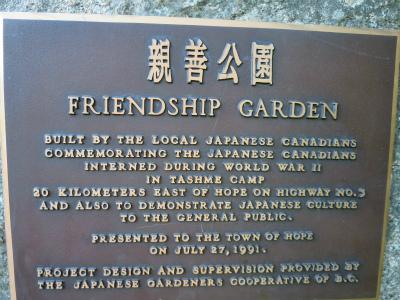 親善公園
FRIENDSHIP GARDEN
BUILT BY THE LOCAL JAPANESE CANADIANS
COMMEMORATING THE JAPANESE CANADIANS
INTERNED DURING WORLD WAR II
IN TASHME CAMP
20 KILOMETERS EAST OF HOPE ON HIGHWAY NO.3
AND ALSO TO DEMONSTRATE JAPANESE CULTURE
TO THE GENERAL PUBLIC.
PRESENTED TO THE TOWN OF HOPE
ON JULY 27, 1991.
PROJECT DESIGN AND SUPERVISION PROVIDED BY
THE JAPANESE GARDENERS COOPERATIVE OF B.C.